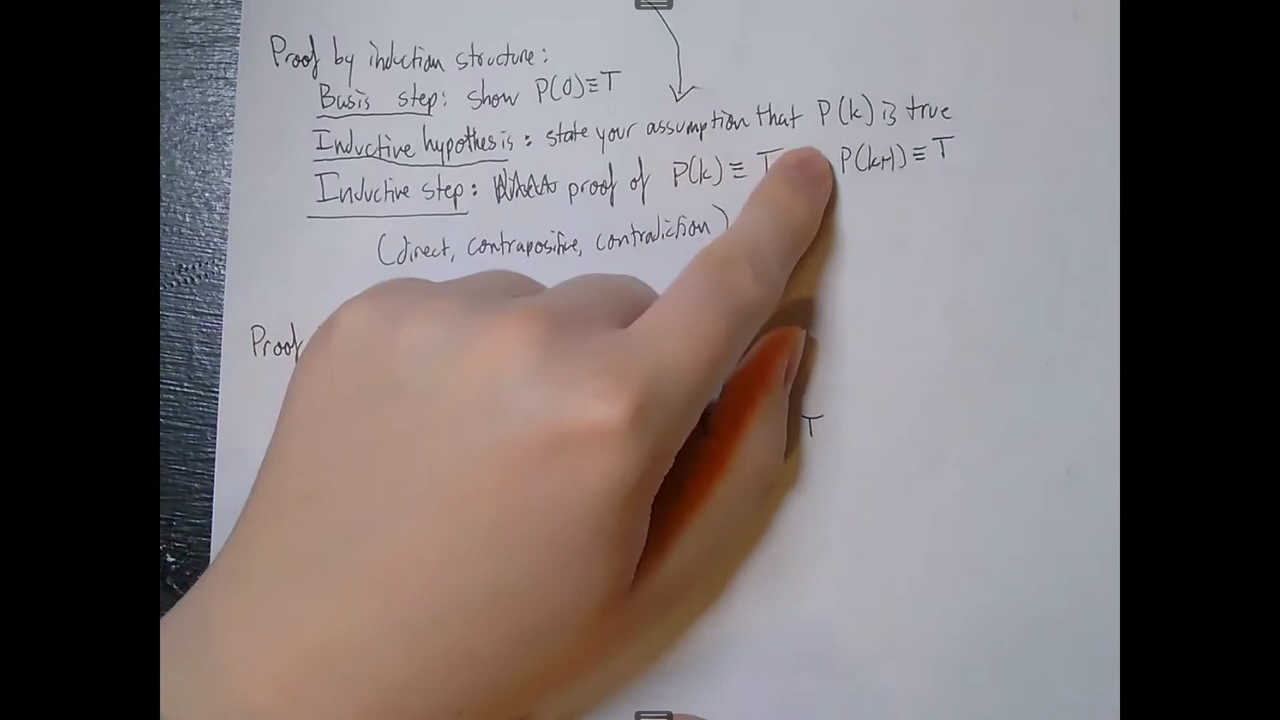 Proof by induction structure:
Basis step: show P(0)≡T
Inductive hypothesis: state your assumption that P(k) is true
Inductive step: proof of P(k) ≡ T P(k+1) ≡ T
(direct, contrapositive, contradiction)
Proof
T